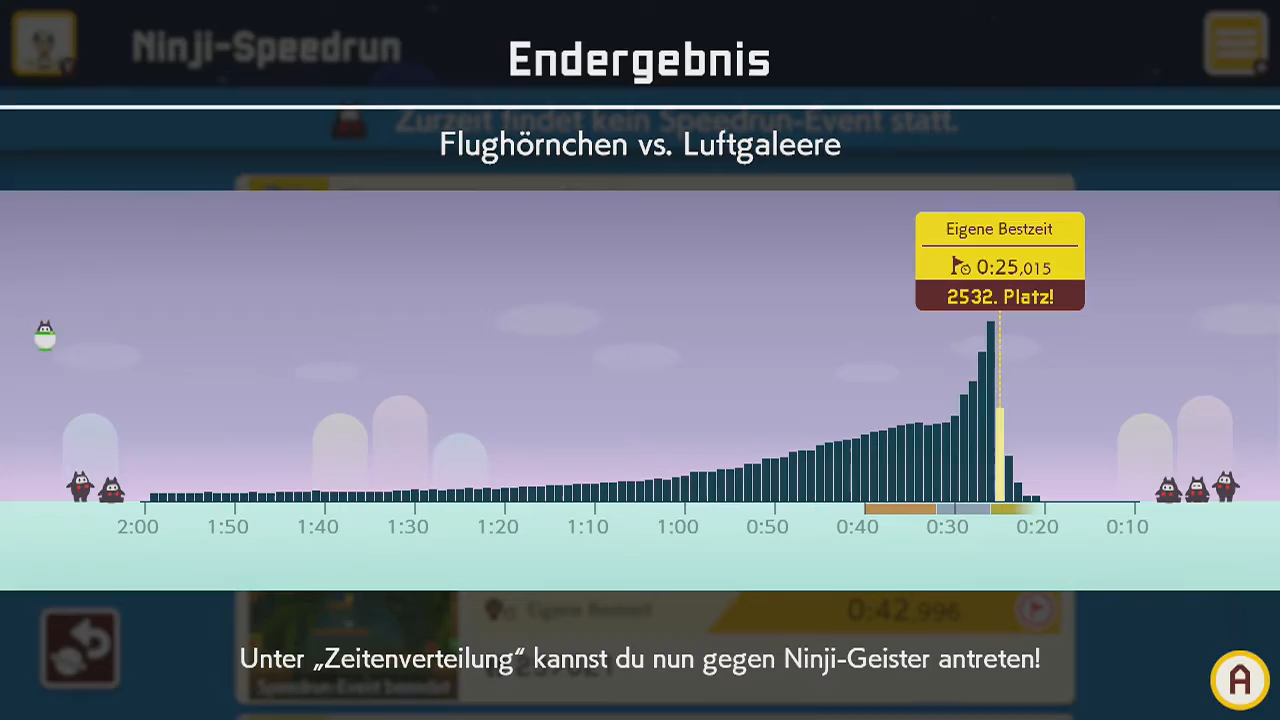 Ninji-Speedrun
Endergebnis
Zurzeit findet kein Speedrun-Event statt.
Flughörnchen vs. Luftgaleere
Eigene Bestzeit
0:25,015
2532. Platz!
2:00 1:50 1:40 1:30 1:20 1:10 1:00 0:50 0:40 0:30 0:20 0:10
Eigene Bestzeit 0:42,996
Unter „Zeitenverteilung“ kannst du nun gegen Ninji-Geister antreten!
Speedrun-Event beendet
A